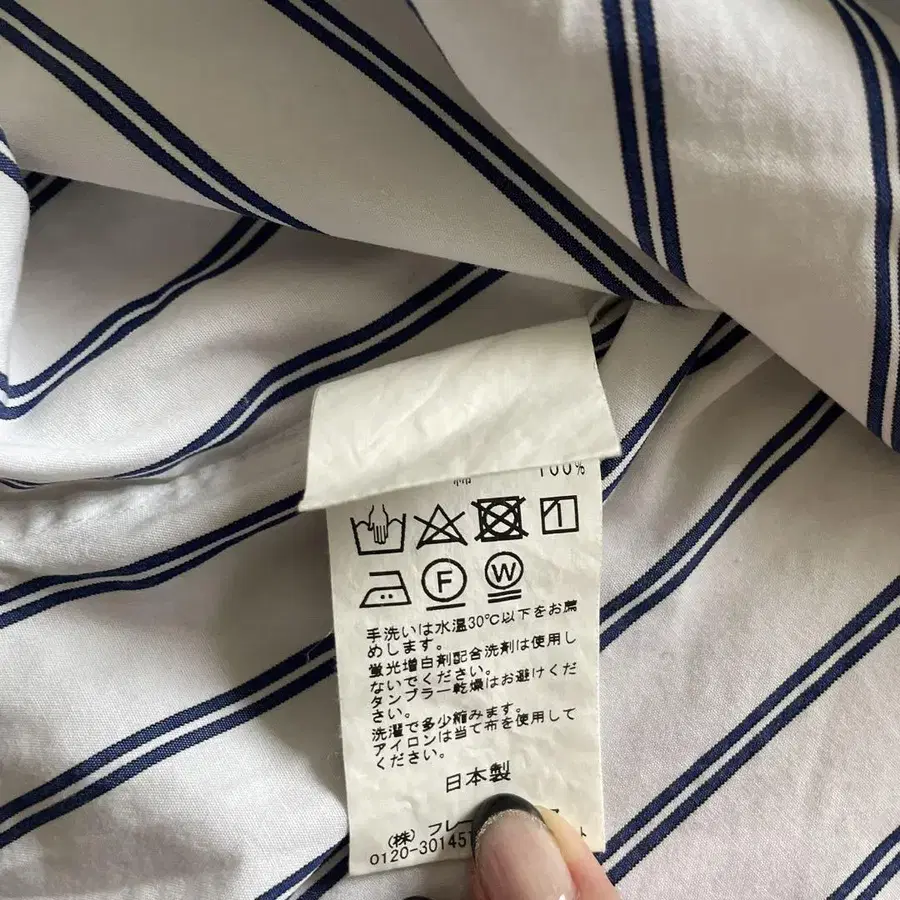 100%
F
W
手洗いは水温30℃以下をお薦
めします。
蛍光増白剤配合洗剤は使用し
ないでください。
タンブラー乾燥はお避けくだ
さい。
洗濯で多少縮みます。
アイロンは当て布を使用して
ください。
日本製
(株) フレー
0120-30145